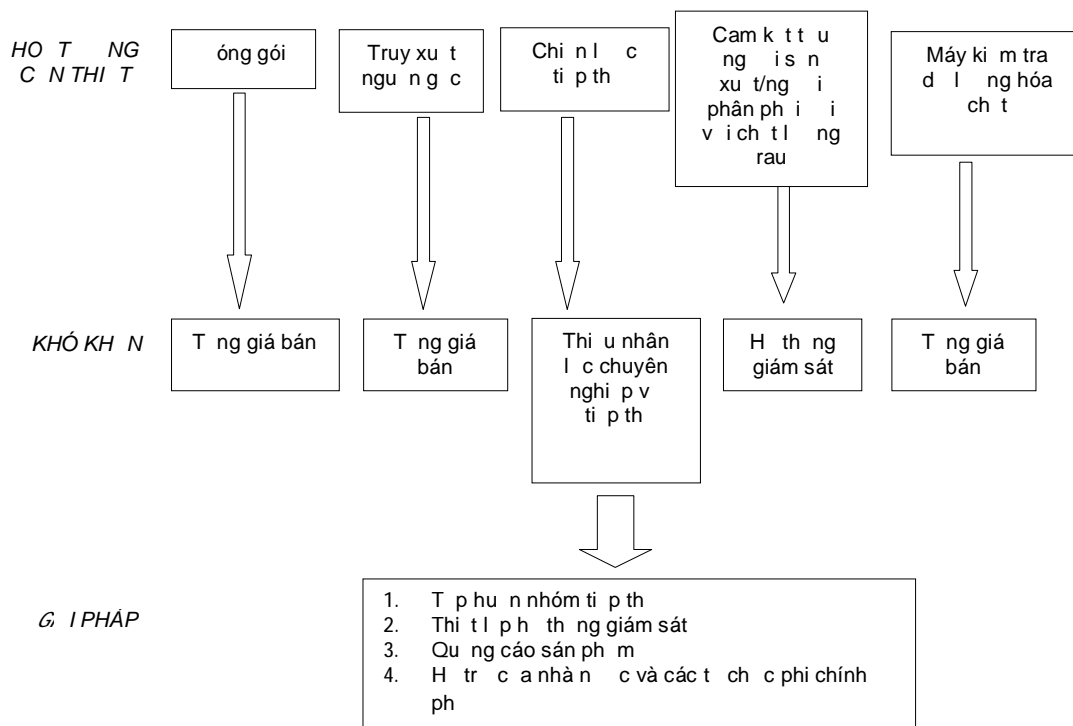 HO T NG
C N THI T
óng gói
Truy xu t
ngu n g c
Chi n l c
ti p th
Cam k t t u
ng i s n
xu t/ng i
phân ph i i
v i ch t l ng
rau
Máy ki m tra
d l ng hóa
ch t
KHÓ KH N
T ng giá bán
T ng giá
bán
Thi u nhân
l c chuyên
nghi p v
ti p th
H th ng
giám sát
T ng giá
bán
G I PHÁP
1. T p hu n nhóm ti p th
2. Thi t l p h th ng giám sát
3. Qu ng cáo sán ph m
4. H tr c a nhà n c và các t ch c phi chính
ph